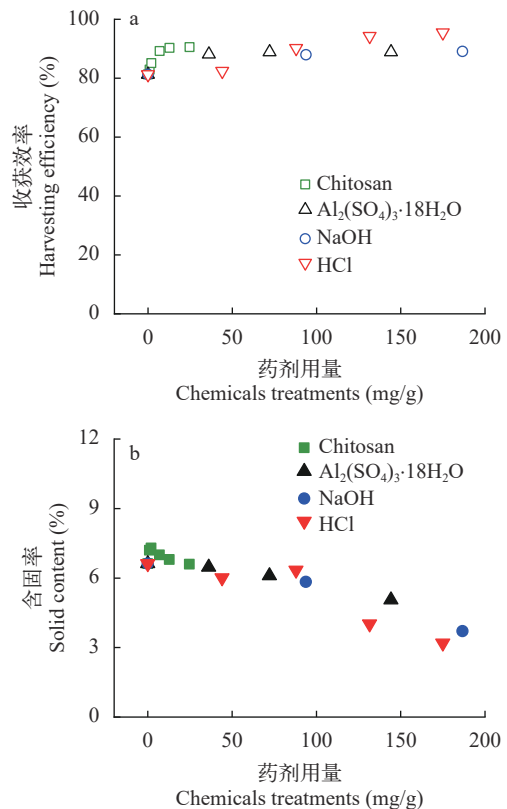 a
100
80
60
40
20
0
收获效率
Harvesting efficiency (%)
Chitosan
Al₂(SO₄)₃·18H₂O
NaOH
HCl
0 50 100 150 200
药剂用量
Chemicals treatments (mg/g)
b
12
9
6
3
0
含固率
Solid content (%)
Chitosan
Al₂(SO₄)₃·18H₂O
NaOH
HCl
0 50 100 150 200
药剂用量
Chemicals treatments (mg/g)